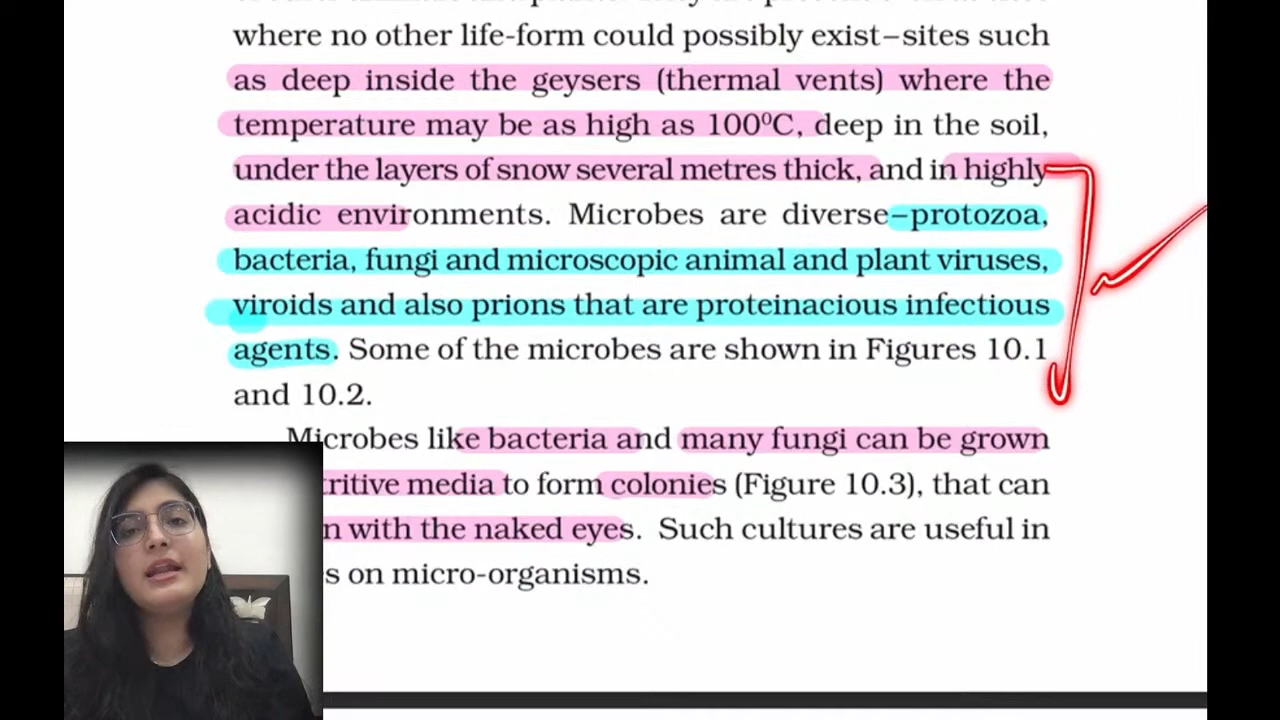 where no other life-form could possibly exist–sites such
as deep inside the geysers (thermal vents) where the
temperature may be as high as 100⁰C, deep in the soil,
under the layers of snow several metres thick, and in highly
acidic environments. Microbes are diverse–protozoa,
bacteria, fungi and microscopic animal and plant viruses,
viroids and also prions that are proteinacious infectious
agents. Some of the microbes are shown in Figures 10.1
and 10.2.
Microbes like bacteria and many fungi can be grown
media to form colonies (Figure 10.3), that can
with the naked eyes. Such cultures are useful in
on micro-organisms.